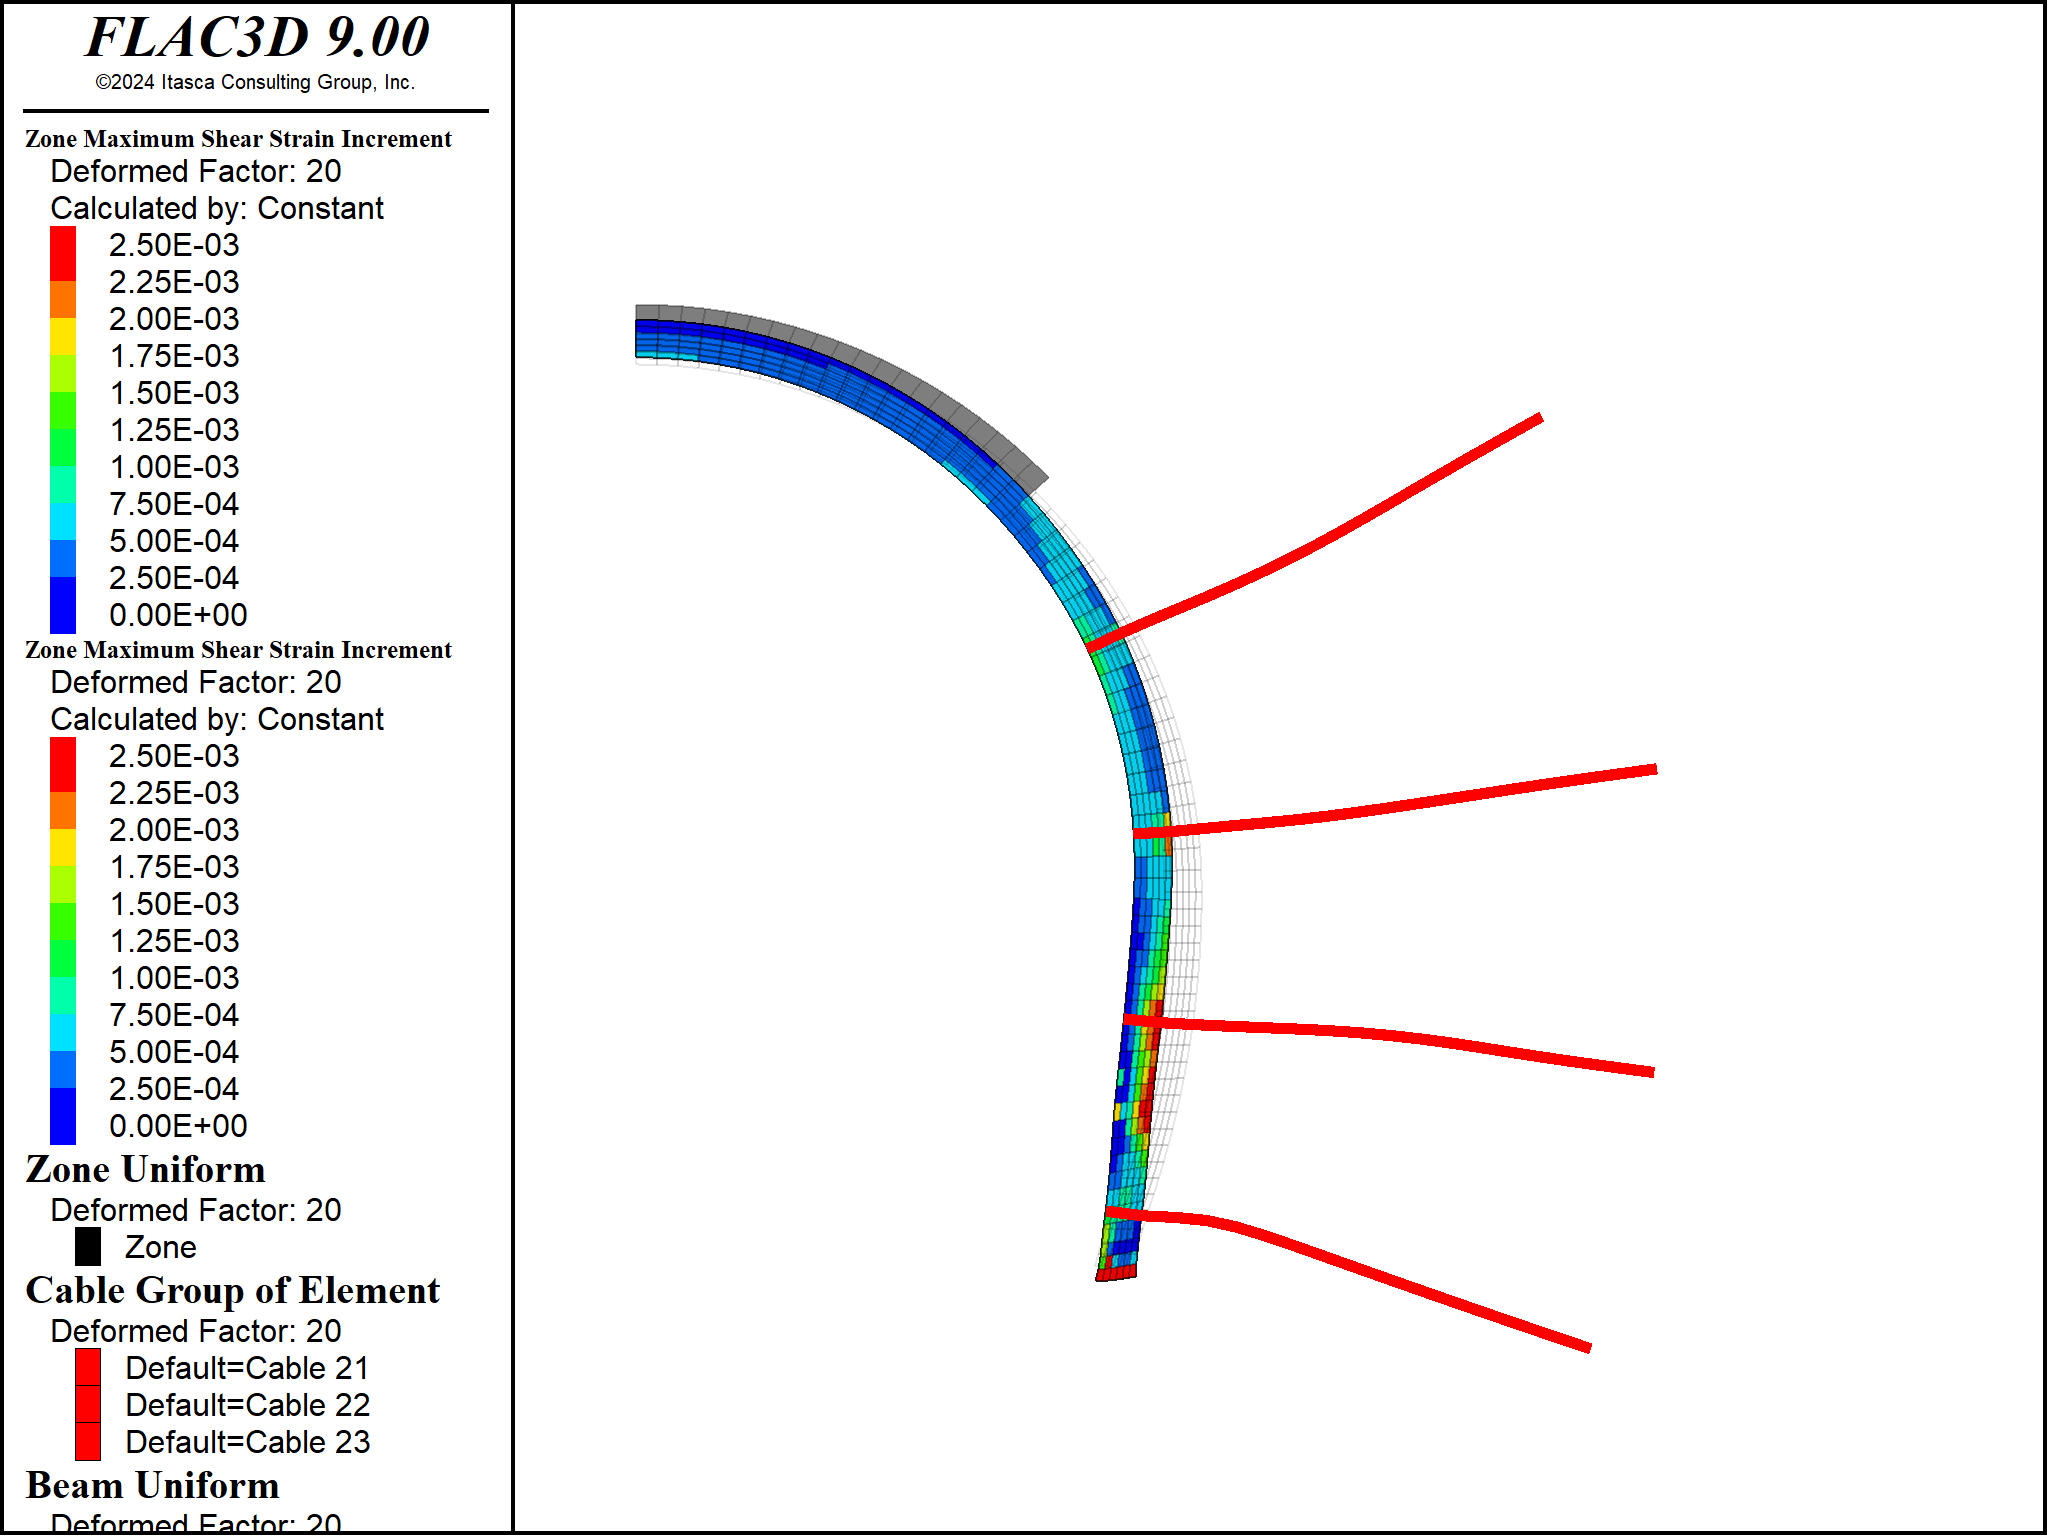 FLAC3D 9.00
©2024 Itasca Consulting Group, Inc.
Zone Maximum Shear Strain Increment
Deformed Factor: 20
Calculated by: Constant
2.50E-03
2.25E-03
2.00E-03
1.75E-03
1.50E-03
1.25E-03
1.00E-03
7.50E-04
5.00E-04
2.50E-04
0.00E+00
Zone Maximum Shear Strain Increment
Deformed Factor: 20
Calculated by: Constant
2.50E-03
2.25E-03
2.00E-03
1.75E-03
1.50E-03
1.25E-03
1.00E-03
7.50E-04
5.00E-04
2.50E-04
0.00E+00
Zone Uniform
Deformed Factor: 20
Zone
Cable Group of Element
Deformed Factor: 20
Default=Cable 21
Default=Cable 22
Default=Cable 23
Beam Uniform
Deformed Factor: 20